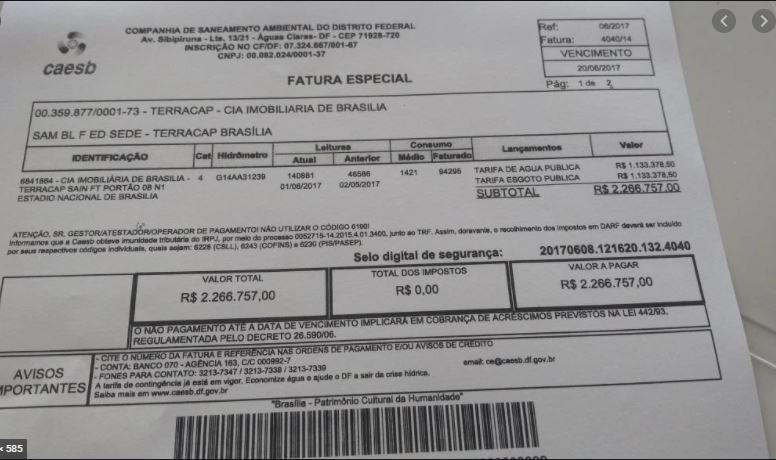 caesb
COMPANHIA DE SANEAMENTO AMBIENTAL DO DISTRITO FEDERAL
Av. Sibipiruna - Lts. 13/21 - Águas Claras- DF - CEP 71928-720
INSCRIÇÃO NO CF/DF: 07.324.667/001-67
CNPJ: 00.082.024/0001-37
FATURA ESPECIAL
Ref: 06/2017
Fatura: 4040/14
VENCIMENTO
20/06/2017
Pág: 1 de 2
00.359.877/0001-73 - TERRACAP - CIA IMOBILIARIA DE BRASILIA
SAM BL F ED SEDE - TERRACAP BRASÍLIA
IDENTIFICAÇÃO Cat Hidrômetro Leituras Atual Anterior Consumo Médio Faturado Lançamentos Valor
6841864 - CIA IMOBILIÁRIA DE BRASILIA - 4 G14AA31239 140881 46586 1421 94295 TARIFA DE AGUA PUBLICA R$ 1.133.378,50
TERRACAP SAIN FT PORTÃO 08 N1 01/06/2017 02/05/2017 TARIFA ESGOTO PUBLICA R$ 1.133.378,50
ESTADIO NACIONAL DE BRASILIA SUBTOTAL R$ 2.266.757,00
ATENÇÃO, SR. GESTOR/ATESTADOR/OPERADOR DE PAGAMENTO! NÃO UTILIZAR O CÓDIGO 6190!
Informamos que a Caesb obteve imunidade tributária do IRPJ, por meio do processo 0052715-14.2015.4.01.3400, junto ao TRF. Assim, doravante, o recolhimento dos impostos em DARF deverá ser incluído
por seus respectivos códigos individuais, quais sejam: 6228 (CSLL), 6243 (COFINS) e 6230 (PIS/PASEP).
Selo digital de segurança: 20170608.121620.132.4040
VALOR TOTAL TOTAL DOS IMPOSTOS VALOR A PAGAR
R$ 2.266.757,00 R$ 0,00 R$ 2.266.757,00
O NÃO PAGAMENTO ATÉ A DATA DE VENCIMENTO IMPLICARÁ EM COBRANÇA DE ACRÉSCIMOS PREVISTOS NA LEI 442/93,
REGULAMENTADA PELO DECRETO 26.590/06.
AVISOS
IMPORTANTES
- CITE O NÚMERO DA FATURA E REFERÊNCIA NAS ORDENS DE PAGAMENTO E/OU AVISOS DE CRÉDITO
- CONTA: BANCO 070 - AGÊNCIA 163, C/C 000992-7 email: ce@caesb.df.gov.br
- FONES PARA CONTATO: 3213-7347 / 3213-7338 / 3213-7339
A tarifa de contingência já está em vigor. Economize água e ajude o DF a sair da crise hídrica.
Saiba mais em www.caesb.df.gov.br
"Brasília - Patrimônio Cultural da Humanidade"
× 585